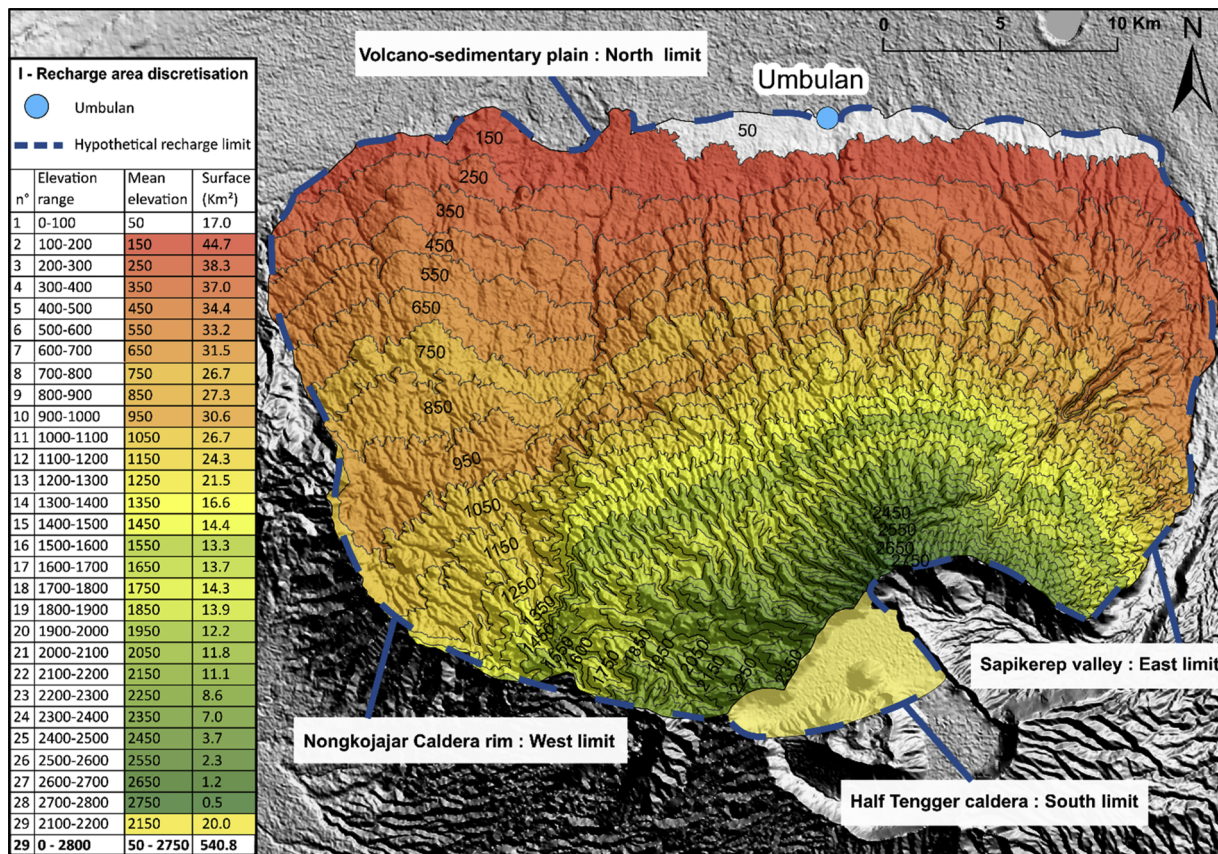 I - Recharge area discretisation
Umbulan
Hypothetical recharge limit
n° Elevation range Mean elevation Surface (Km²)
1 0-100 50 17.0
2 100-200 150 44.7
3 200-300 250 38.3
4 300-400 350 37.0
5 400-500 450 34.4
6 500-600 550 33.2
7 600-700 650 31.5
8 700-800 750 26.7
9 800-900 850 27.3
10 900-1000 950 30.6
11 1000-1100 1050 26.7
12 1100-1200 1150 24.3
13 1200-1300 1250 21.5
14 1300-1400 1350 16.6
15 1400-1500 1450 14.4
16 1500-1600 1550 13.3
17 1600-1700 1650 13.7
18 1700-1800 1750 14.3
19 1800-1900 1850 13.9
20 1900-2000 1950 12.2
21 2000-2100 2050 11.8
22 2100-2200 2150 11.1
23 2200-2300 2250 8.6
24 2300-2400 2350 7.0
25 2400-2500 2450 3.7
26 2500-2600 2550 2.3
27 2600-2700 2650 1.2
28 2700-2800 2750 0.5
29 2100-2200 2150 20.0
29 0 - 2800 50 - 2750 540.8
0 5 10 Km
N
Volcano-sedimentary plain : North limit
Umbulan
50
150
250
350
450
550
650
750
850
950
1050
1150
1250
1350
1750
1850
2050
2150
2450
2550
2650
Sapikerep valley : East limit
Nongkojajar Caldera rim : West limit
Half Tengger caldera : South limit